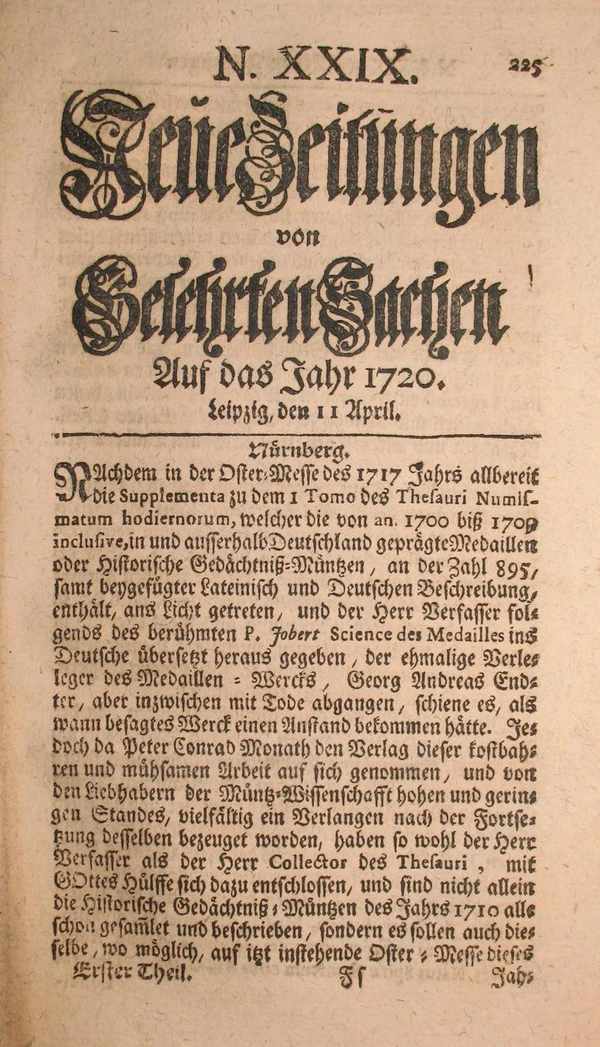 N. XXIX.
225
Neue Zeitungen
von
Gelehrten Sachen
Auf das Jahr 1720.
Leipzig, den 11 April.
Nürnberg.
NAchdem in der Oster-Messe des 1717 Jahrs allbereit
die Supplementa zu dem 1 Tomo des Thesauri Numis-
matum hodiernorum, welcher die von an. 1700 biß 1709
inclusive, in und ausserhalb Deutschland geprägte Medaillen
oder Historische Gedächtniß-Müntzen, an der Zahl 895,
samt beygefügter Lateinisch und Deutschen Beschreibung,
enthält, ans Licht getreten, und der Herr Verfasser fol-
gends des berühmten P. Jobert Science des Medailles ins
Deutsche übersetzt heraus gegeben, der ehmalige Verle-
leger des Medaillen-Wercks, Georg Andreas End-
ter, aber inzwischen mit Tode abgangen, schiene es, als
wann besagtes Werck einen Anstand bekommen hätte. Je-
doch da Peter Conrad Monath den Verlag dieser kostbah-
ren und mühsamen Arbeit auf sich genommen, und von
den Liebhabern der Müntz-Wissenschafft hohen und gerin-
gen Standes, vielfältig ein Verlangen nach der Fortse-
tzung desselben bezeuget worden, haben so wohl der Herr
Verfasser als der Herr Collector des Thesauri, mit
GOttes Hülffe sich dazu entschlossen, und sind nicht allein
die Historische Gedächtniß-Müntzen des Jahrs 1710 alle
schon gesam̃let und beschrieben, sondern es sollen auch die-
selbe, wo möglich, auf itzt instehende Oster-Messe dieses
Erster Theil.
Ff
Jah-